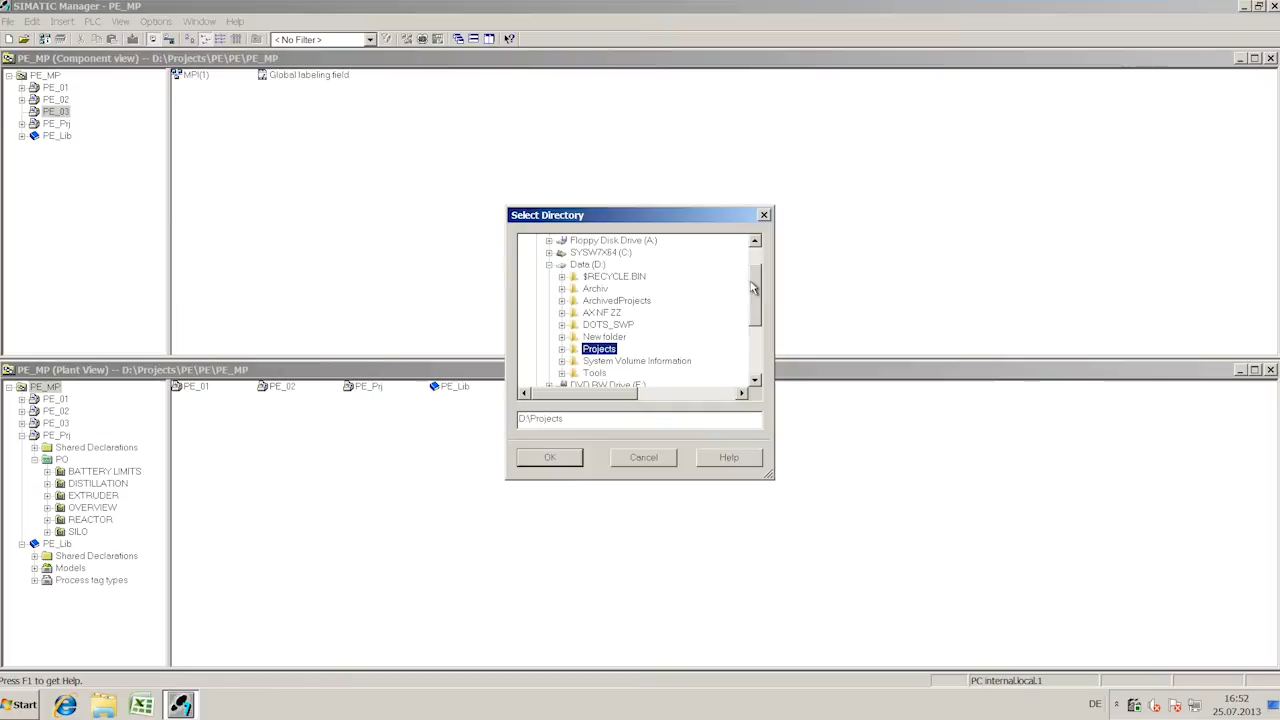 SIMATIC Manager - PE_MP
File Edit Insert PLC View Options Window Help
< No Filter >
PE_MP (Component view) -- D:\Projects\PE\PE\PE_MP
PE_MP
PE_01
PE_02
PE_03
PE_Prj
PE_Lib
MPI(1) Global labeling field
Select Directory
Floppy Disk Drive (A:)
SYSW7X64 (C:)
Data (D:)
$RECYCLE.BIN
Archiv
ArchivedProjects
AX NF ZZ
DOTS_SWP
New folder
Projects
System Volume Information
Tools
DVD RW Drive (E:)
D:\Projects
OK Cancel Help
PE_MP (Plant View) -- D:\Projects\PE\PE\PE_MP
PE_MP
PE_01
PE_02
PE_03
PE_Prj
Shared Declarations
PO
BATTERY LIMITS
DISTILLATION
EXTRUDER
OVERVIEW
REACTOR
SILO
PE_Lib
Shared Declarations
Models
Process tag types
PE_01 PE_02 PE_Prj PE_Lib
Press F1 to get Help.
PC internal.local.1
Start
DE
16:52
25.07.2013